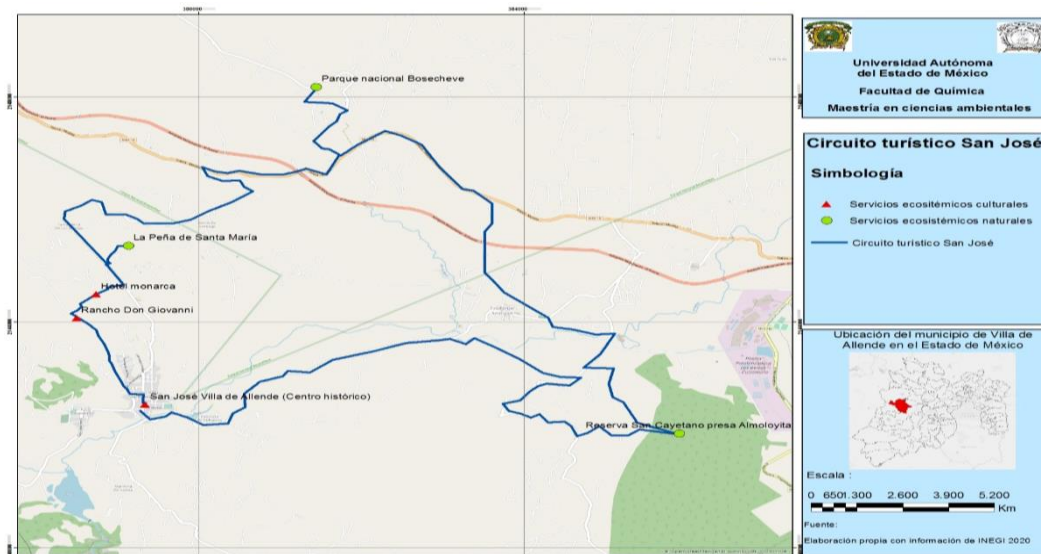 Parque nacional Bosecheve
La Peña de Santa María
Hotel monarca
Rancho Don Giovanni
San José Villa de Allende (Centro histórico)
Reserva San Cayetano presa Almoloyita
Universidad Autónoma
del Estado de México
Facultad de Química
Maestría en ciencias ambientales
Circuito turístico San José
Simbología
Servicios ecositémicos culturales
Servicios ecosistémicos naturales
Circuito turístico San José
Ubicación del municipio de Villa de
Allende en el Estado de México
Escala :
0 6501.300 2.600 3.900 5.200
Km
Fuente:
Elaboración propia con información de INEGI 2020